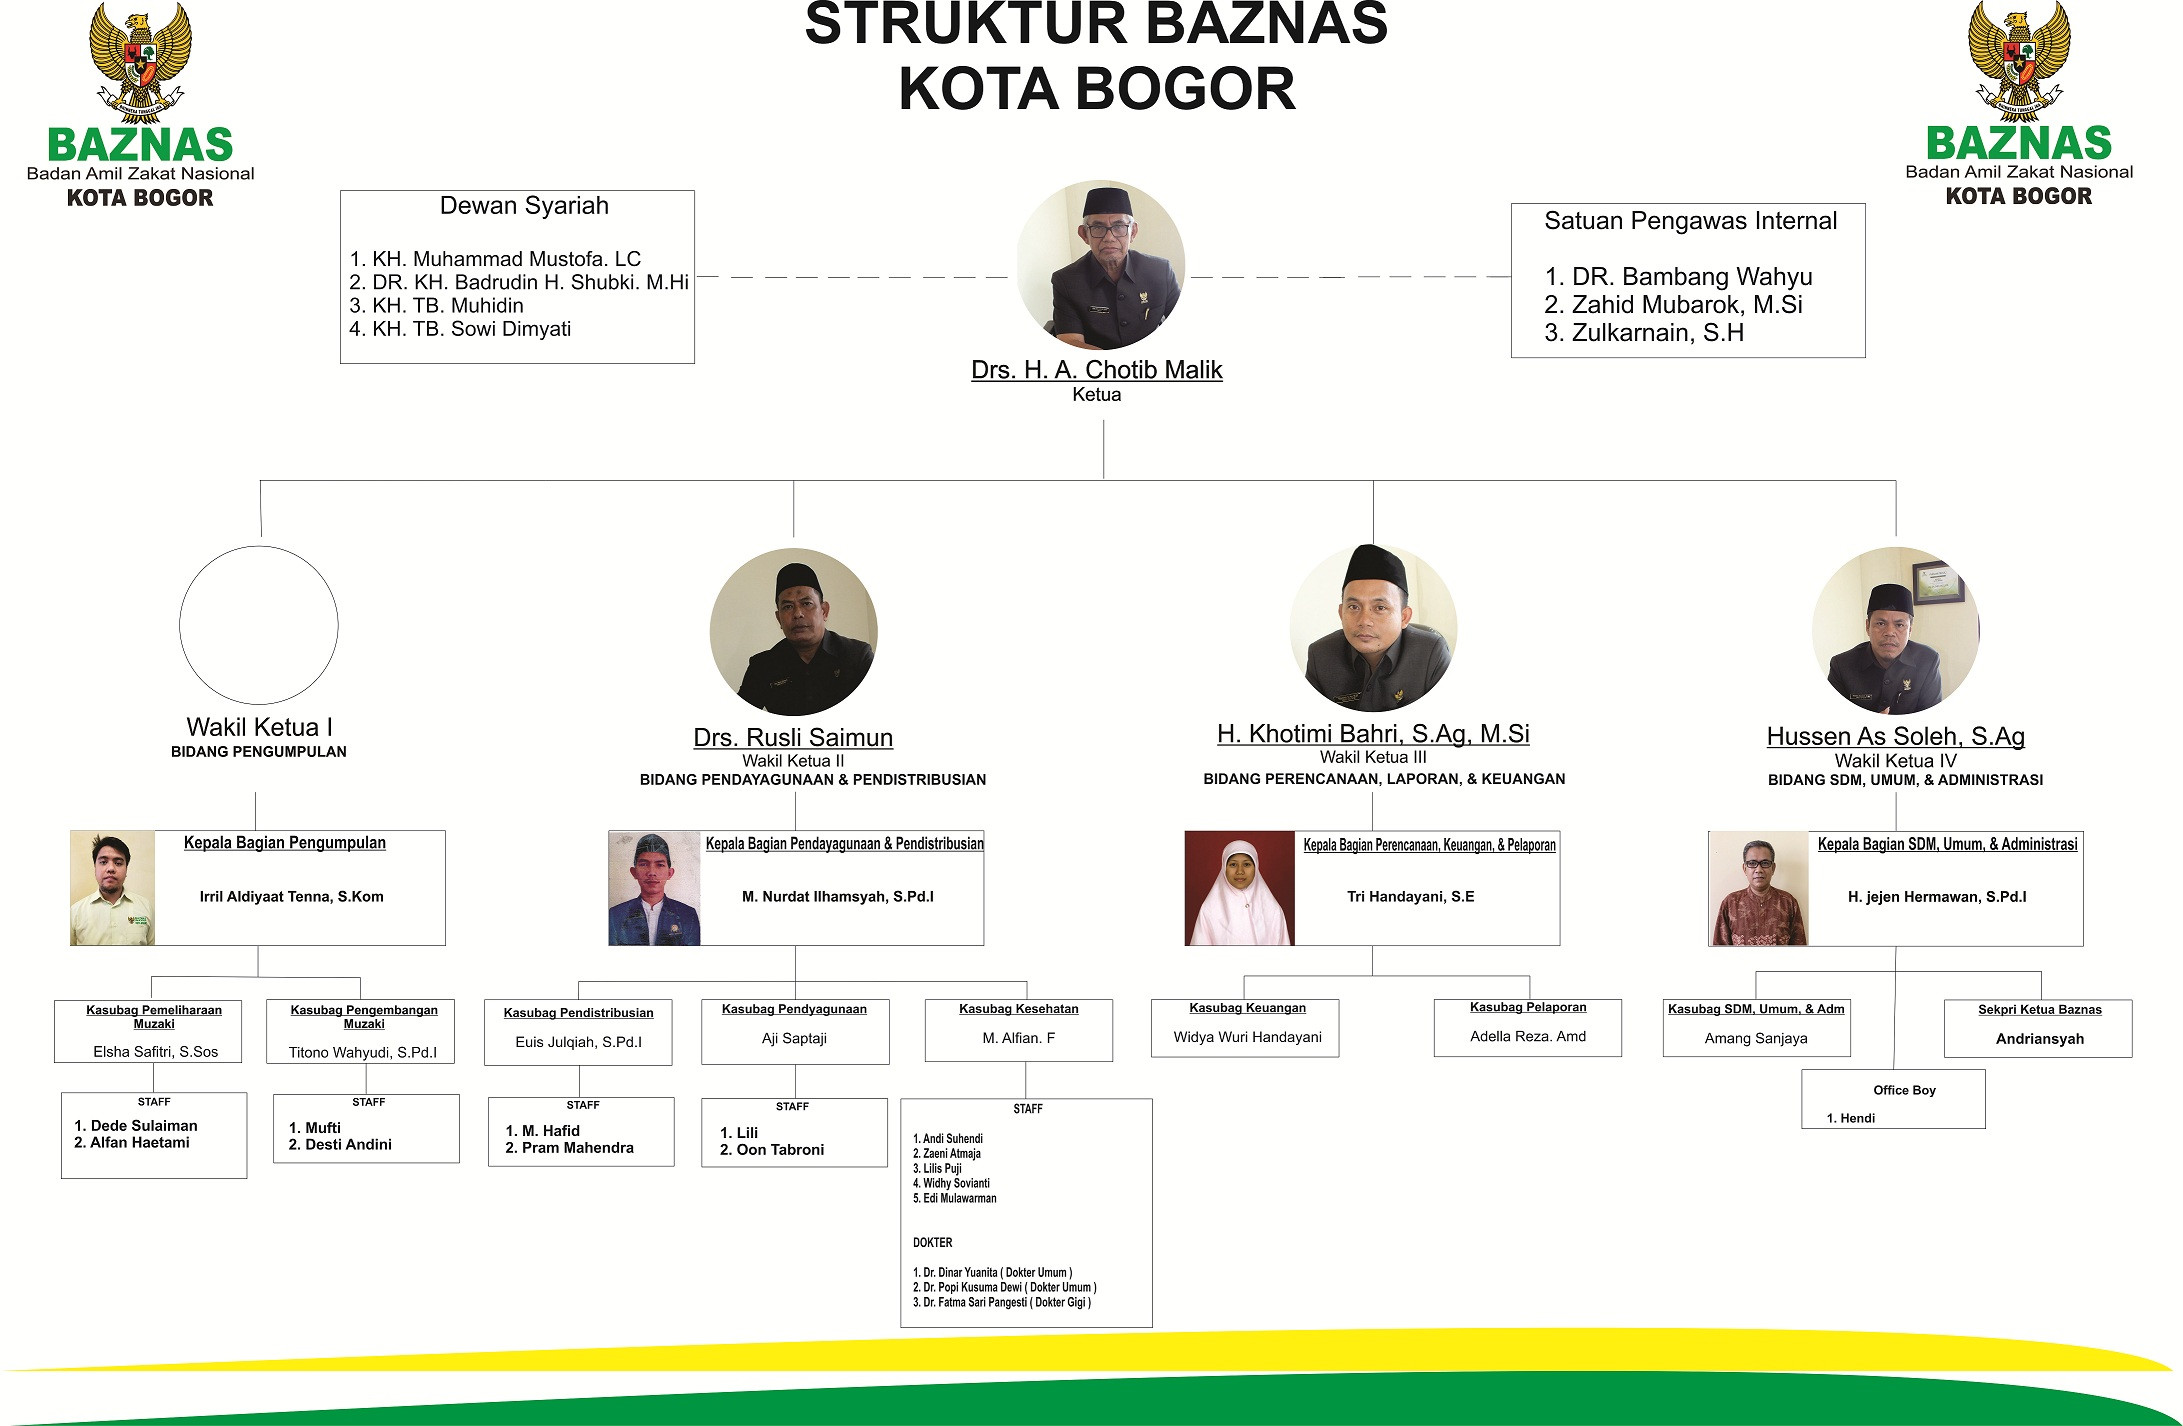 STRUKTUR BAZNAS
KOTA BOGOR
BAZNAS
Badan Amil Zakat Nasional
KOTA BOGOR
BAZNAS
Badan Amil Zakat Nasional
KOTA BOGOR
Dewan Syariah
1. KH. Muhammad Mustofa. LC
2. DR. KH. Badrudin H. Shubki. M.Hi
3. KH. TB. Muhidin
4. KH. TB. Sowi Dimyati
Satuan Pengawas Internal
1. DR. Bambang Wahyu
2. Zahid Mubarok, M.Si
3. Zulkarnain, S.H
Drs. H. A. Chotib Malik
Ketua
Wakil Ketua I
BIDANG PENGUMPULAN
Drs. Rusli Saimun
Wakil Ketua II
BIDANG PENDAYAGUNAAN & PENDISTRIBUSIAN
H. Khotimi Bahri, S.Ag, M.Si
Wakil Ketua III
BIDANG PERENCANAAN, LAPORAN, & KEUANGAN
Hussen As Soleh, S.Ag
Wakil Ketua IV
BIDANG SDM, UMUM, & ADMINISTRASI
Kepala Bagian Pengumpulan
Irril Aldiyaat Tenna, S.Kom
Kepala Bagian Pendayagunaan & Pendistribusian
M. Nurdat Ilhamsyah, S.Pd.I
Kepala Bagian Perencanaan, Keuangan, & Pelaporan
Tri Handayani, S.E
Kepala Bagian SDM, Umum, & Administrasi
H. jejen Hermawan, S.Pd.I
Kasubag Pemeliharaan
Muzaki
Elsha Safitri, S.Sos
Kasubag Pengembangan
Muzaki
Titono Wahyudi, S.Pd.I
Kasubag Pendistribusian
Euis Julqiah, S.Pd.I
Kasubag Pendyagunaan
Aji Saptaji
Kasubag Kesehatan
M. Alfian. F
Kasubag Keuangan
Widya Wuri Handayani
Kasubag Pelaporan
Adella Reza. Amd
Kasubag SDM, Umum, & Adm
Amang Sanjaya
Sekpri Ketua Baznas
Andriansyah
Office Boy
1. Hendi
STAFF
1. Dede Sulaiman
2. Alfan Haetami
STAFF
1. Mufti
2. Desti Andini
STAFF
1. M. Hafid
2. Pram Mahendra
STAFF
1. Lili
2. Oon Tabroni
STAFF
1. Andi Suhendi
2. Zaeni Atmaja
3. Lilis Puji
4. Widhy Sovianti
5. Edi Mulawarman
DOKTER
1. Dr. Dinar Yuanita ( Dokter Umum )
2. Dr. Popi Kusuma Dewi ( Dokter Umum )
3. Dr. Fatma Sari Pangesti ( Dokter Gigi )